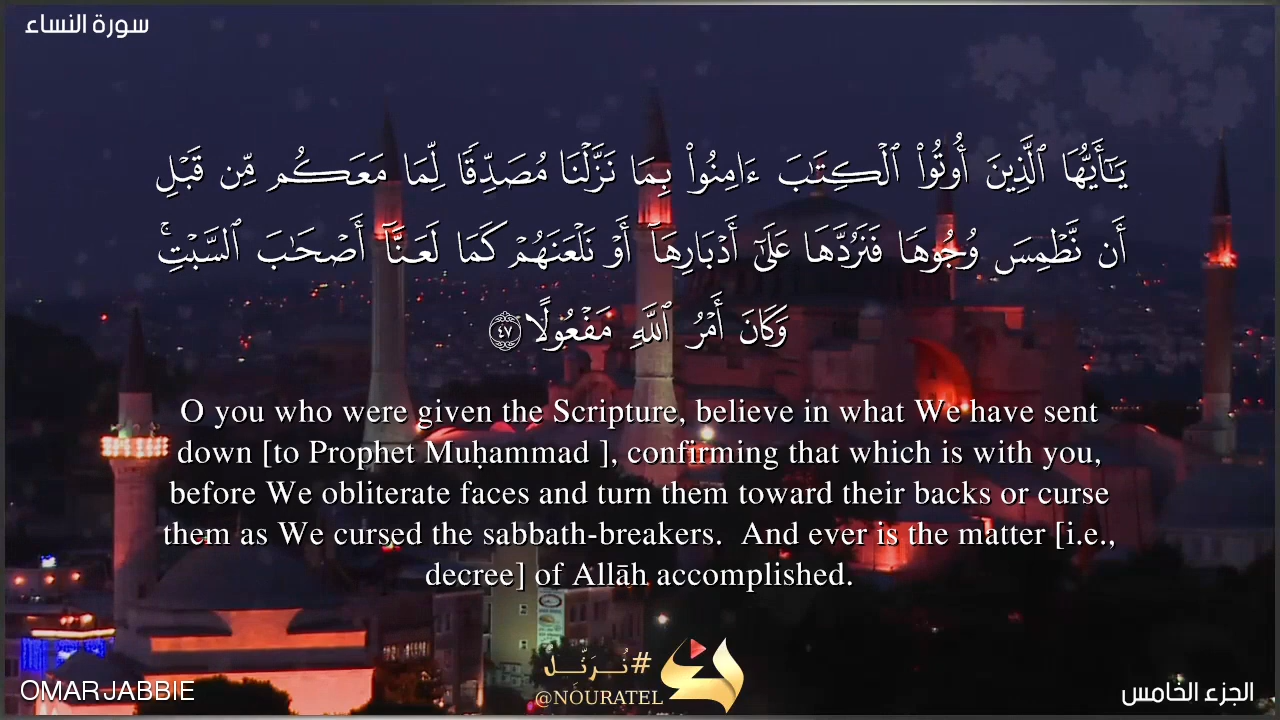 سورة النساء
يَـٰٓأَيُّهَا ٱلَّذِينَ أُوتُوا۟ ٱلْكِتَـٰبَ ءَامِنُوا۟ بِمَا نَزَّلْنَا مُصَدِّقًا لِّمَا مَعَكُم مِّن قَبْلِ
أَن نَّطْمِسَ وُجُوهًا فَنَرُدَّهَا عَلَىٰٓ أَدْبَارِهَآ أَوْ نَلْعَنَهُمْ كَمَا لَعَنَّآ أَصْحَـٰبَ ٱلسَّبْتِ ۚ
وَكَانَ أَمْرُ ٱللَّهِ مَفْعُولًا ٤٧
O you who were given the Scripture, believe in what We have sent
down [to Prophet Muḥammad ], confirming that which is with you,
before We obliterate faces and turn them toward their backs or curse
them as We cursed the sabbath-breakers.  And ever is the matter [i.e.,
decree] of Allāh accomplished.
#نُرَتِّـل
@NOURATEL
OMAR JABBIE
الجزء الخامس